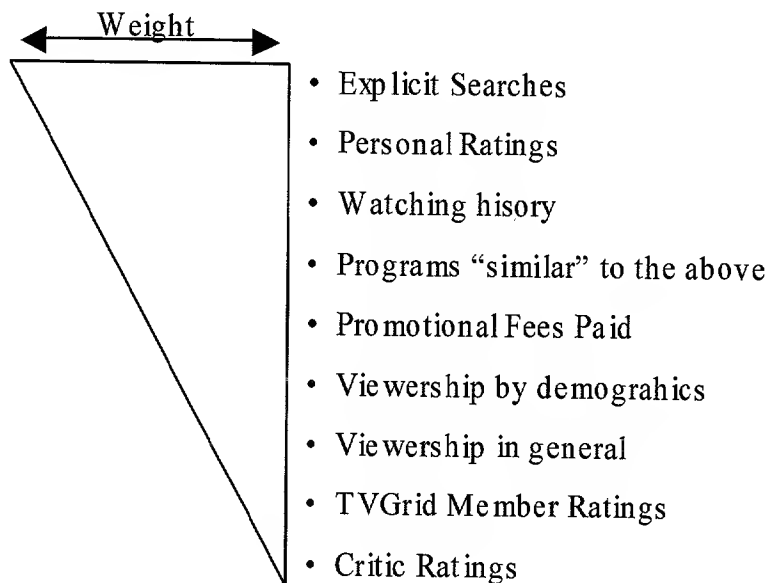 Weight
• Explicit Searches
• Personal Ratings
• Watching hisory
• Programs “similar” to the above
• Promotional Fees Paid
• Viewership by demograhics
• Viewership in general
• TVGrid Member Ratings
• Critic Ratings